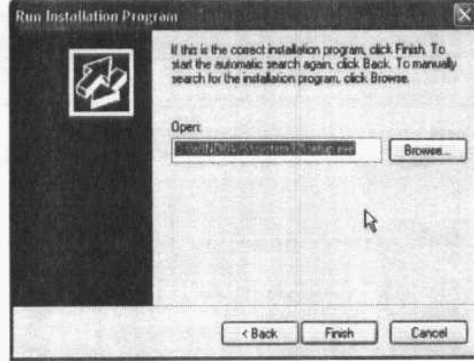 Run Installation Program
If this is the correct installation program, click Finish. To
start the automatic search again, click Back. To manually
search for the installation program, click Browse.
Open:
Browse...
< Back
Finish
Cancel